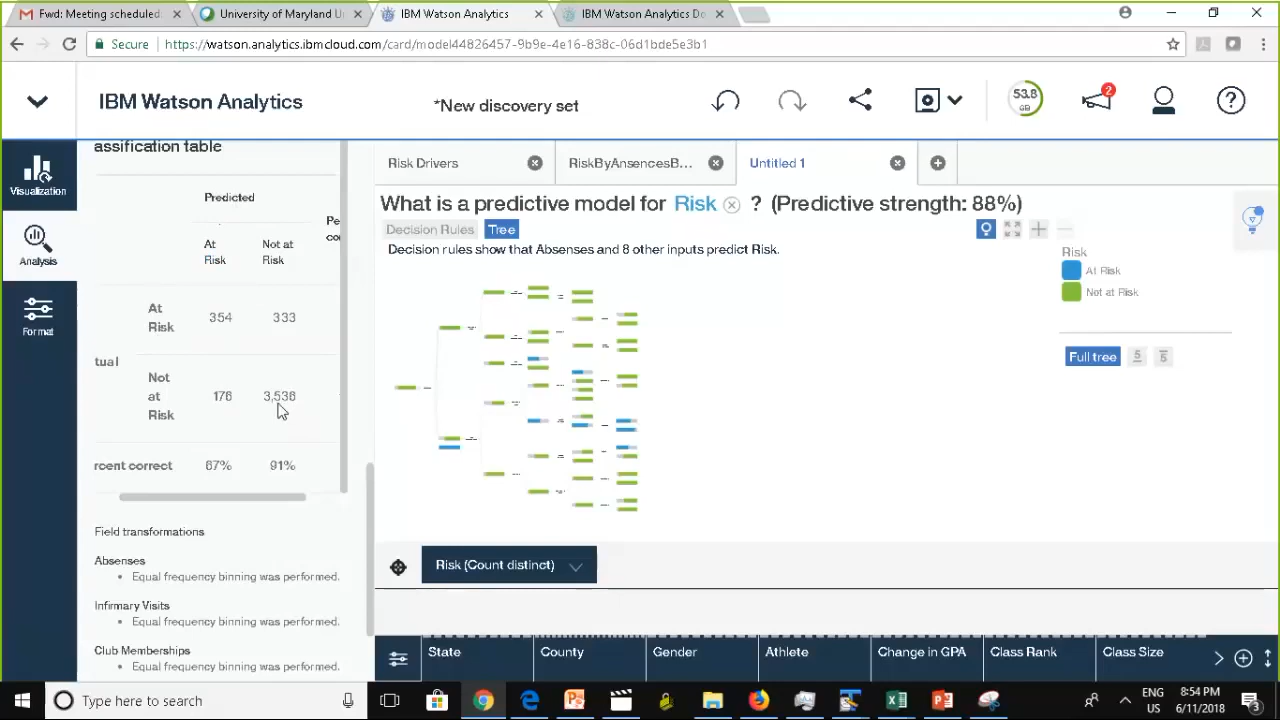 Fwd: Meeting scheduled.
University of Maryland U
IBM Watson Analytics
IBM Watson Analytics Do
Secure
https://watson.analytics.ibmcloud.com/card/model44826457-9b9e-4e16-838c-06d1bde5e3b1
IBM Watson Analytics
*New discovery set
53.8
GB
2
Visualization
Analysis
Format
assification table
Predicted
Pe
At
Risk
Not at
Risk
At
Risk
354
333
tual
Not
at
Risk
178
3,538
rcent correct
67%
91%
Field transformations
Absenses
• Equal frequency binning was performed.
Infirmary Visits
• Equal frequency binning was performed.
Club Memberships
• Equal frequency binning was performed.
Risk Drivers
RiskByAnsencesB...
Untitled 1
What is a predictive model for Risk ? (Predictive strength: 88%)
Decision Rules
Tree
Decision rules show that Absenses and 8 other inputs predict Risk.
Risk
At Risk
Not at Risk
Full tree
5
5
Risk (Count distinct)
State
County
Gender
Athlete
Change in GPA
Class Rank
Class Size
Type here to search
ENG
US
8:54 PM
6/11/2018
3